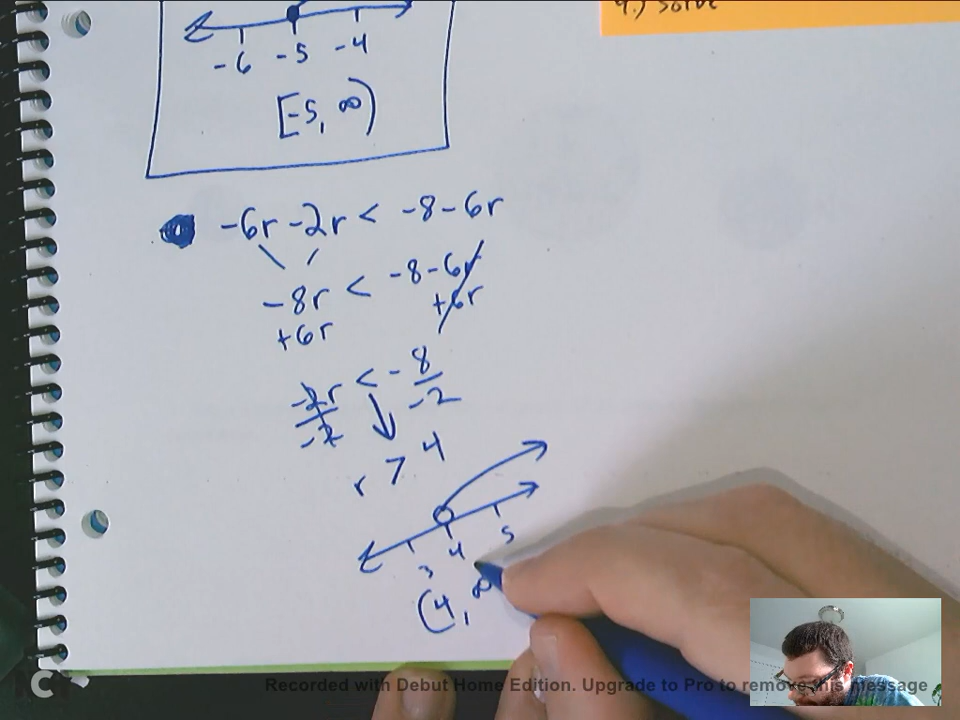 9.) Solve
-6 -5 -4
[-5, ∞)
-6r -2r < -8 - 6r
-8r < -8 - 6r
+6r +6r
-2r < -8
-2 -2
r > 4
3 4 5
(4, ∞
Recorded with Debut Home Edition. Upgrade to Pro to remove this message